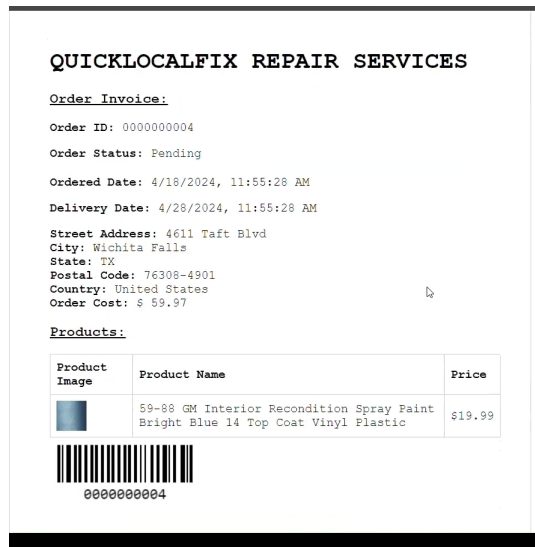 QUICKLOCALFIX REPAIR SERVICES
Order Invoice:
Order ID: 0000000004
Order Status: Pending
Ordered Date: 4/18/2024, 11:55:28 AM
Delivery Date: 4/28/2024, 11:55:28 AM
Street Address: 4611 Taft Blvd
City: Wichita Falls
State: TX
Postal Code: 76308-4901
Country: United States
Order Cost: $ 59.97
Products:
Product Image Product Name Price
59-88 GM Interior Recondition Spray Paint
Bright Blue 14 Top Coat Vinyl Plastic
$19.99
0000000004